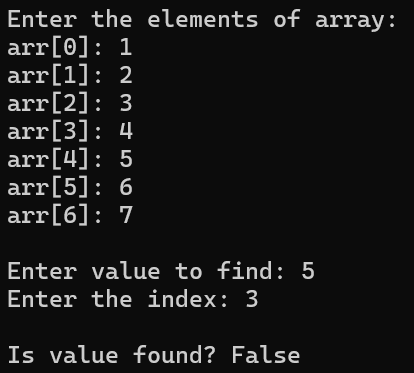 Enter the elements of array:
arr[0]: 1
arr[1]: 2
arr[2]: 3
arr[3]: 4
arr[4]: 5
arr[5]: 6
arr[6]: 7
Enter value to find: 5
Enter the index: 3
Is value found? False